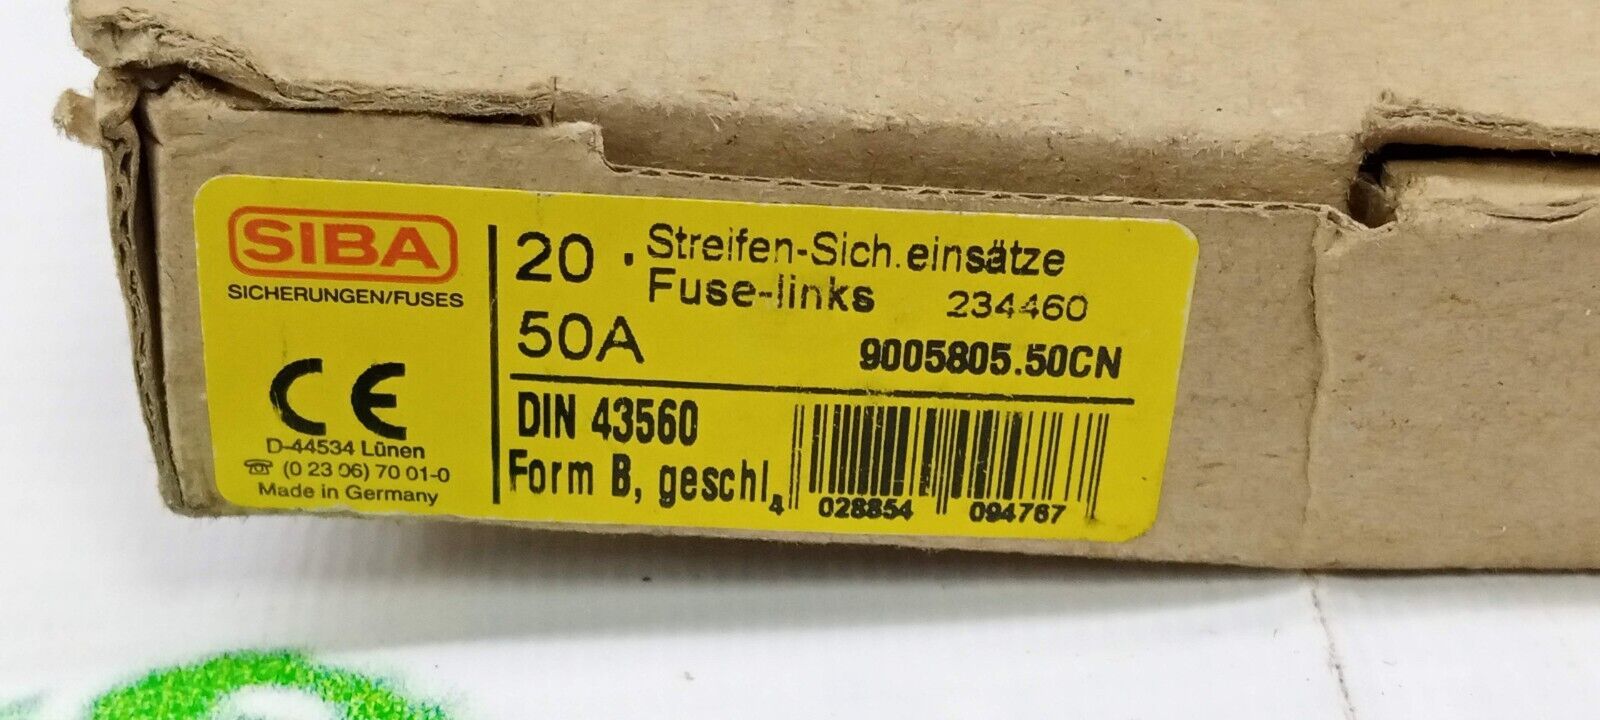 SIBA
SICHERUNGEN/FUSES
CE
D-44534 Lünen
☏ (0 23 06) 70 01-0
Made in Germany
20 . Streifen-Sich.einsätze
Fuse-links 234460
50A
9005805.50CN
DIN 43560
Form B, geschl.
4 028854 094767